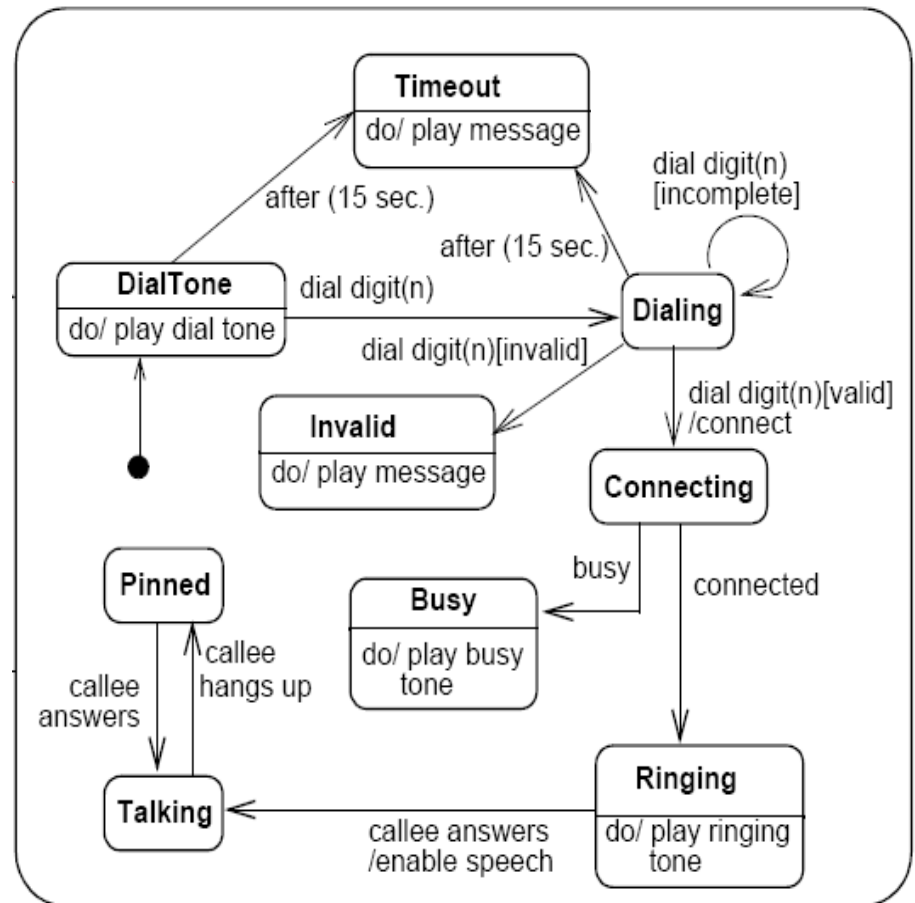 Timeout
do/ play message
dial digit(n)
[incomplete]
after (15 sec.)
after (15 sec.)
DialTone
do/ play dial tone
dial digit(n)
Dialing
dial digit(n)[invalid]
dial digit(n)[valid]
/connect
Invalid
do/ play message
Connecting
busy
connected
Pinned
Busy
do/ play busy
tone
callee
hangs up
callee
answers
Talking
callee answers
/enable speech
Ringing
do/ play ringing
tone